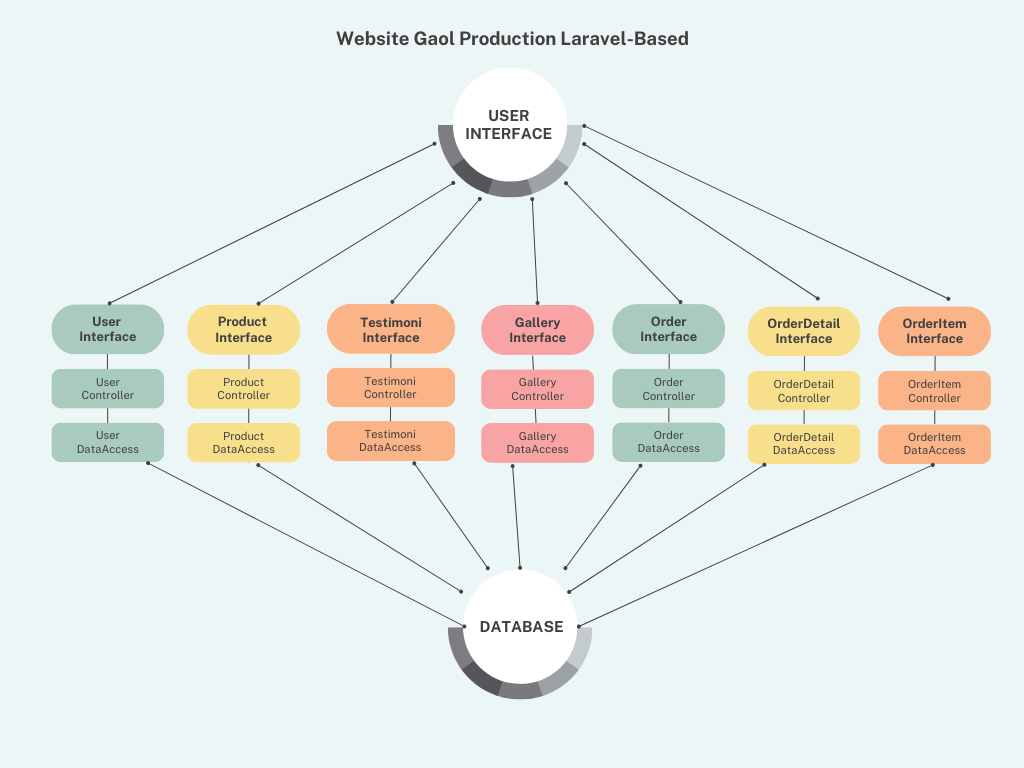 Website Gaol Production Laravel-Based
USER
INTERFACE
User
Interface
Product
Interface
Testimoni
Interface
Gallery
Interface
Order
Interface
OrderDetail
Interface
OrderItem
Interface
User
Controller
Product
Controller
Testimoni
Controller
Gallery
Controller
Order
Controller
OrderDetail
Controller
OrderItem
Controller
User
DataAccess
Product
DataAccess
Testimoni
DataAccess
Gallery
DataAccess
Order
DataAccess
OrderDetail
DataAccess
OrderItem
DataAccess
DATABASE